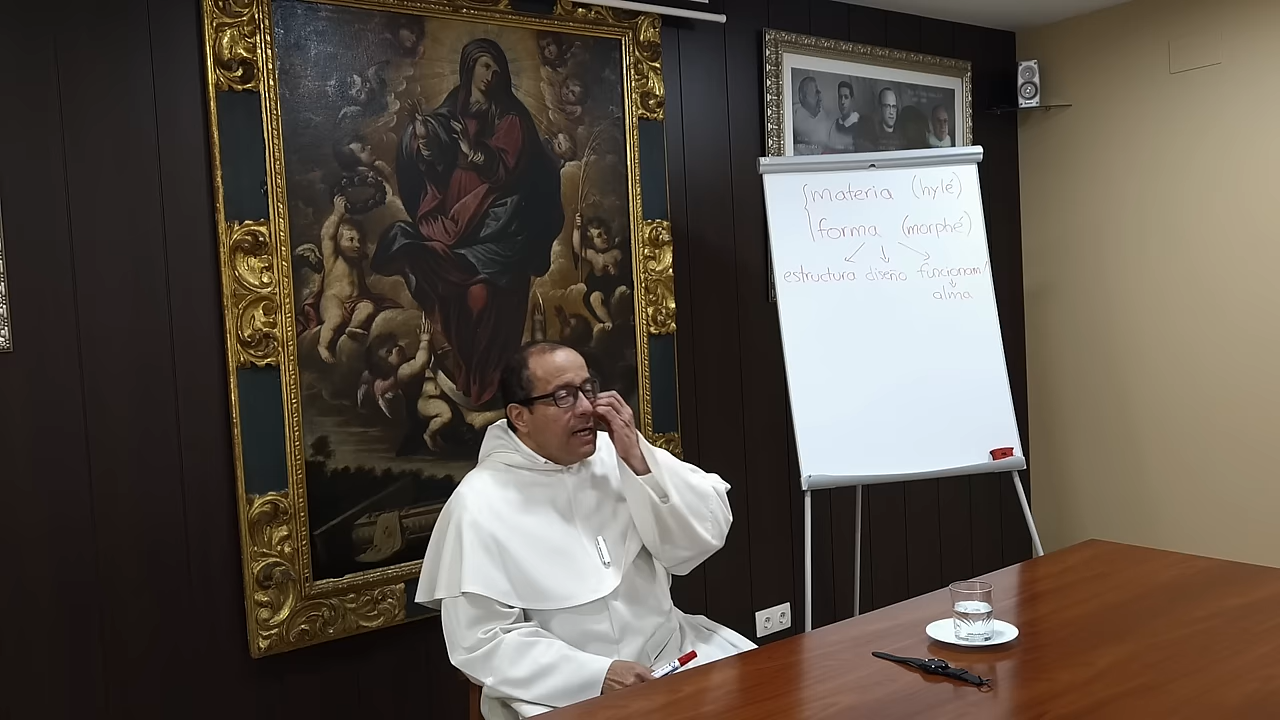 materia (hylé)
forma (morphé)
estructura diseño funcionam/
alma